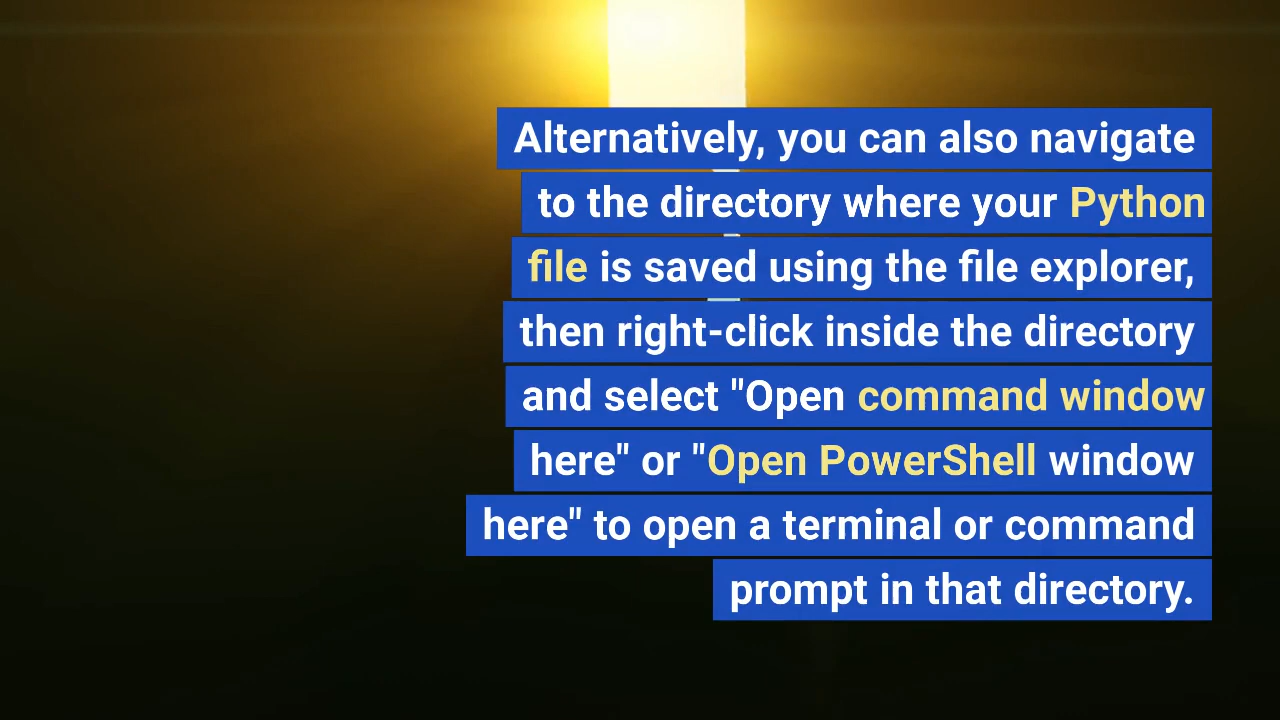 Alternatively, you can also navigate
to the directory where your Python
file is saved using the file explorer,
then right-click inside the directory
and select "Open command window
here" or "Open PowerShell window
here" to open a terminal or command
prompt in that directory.